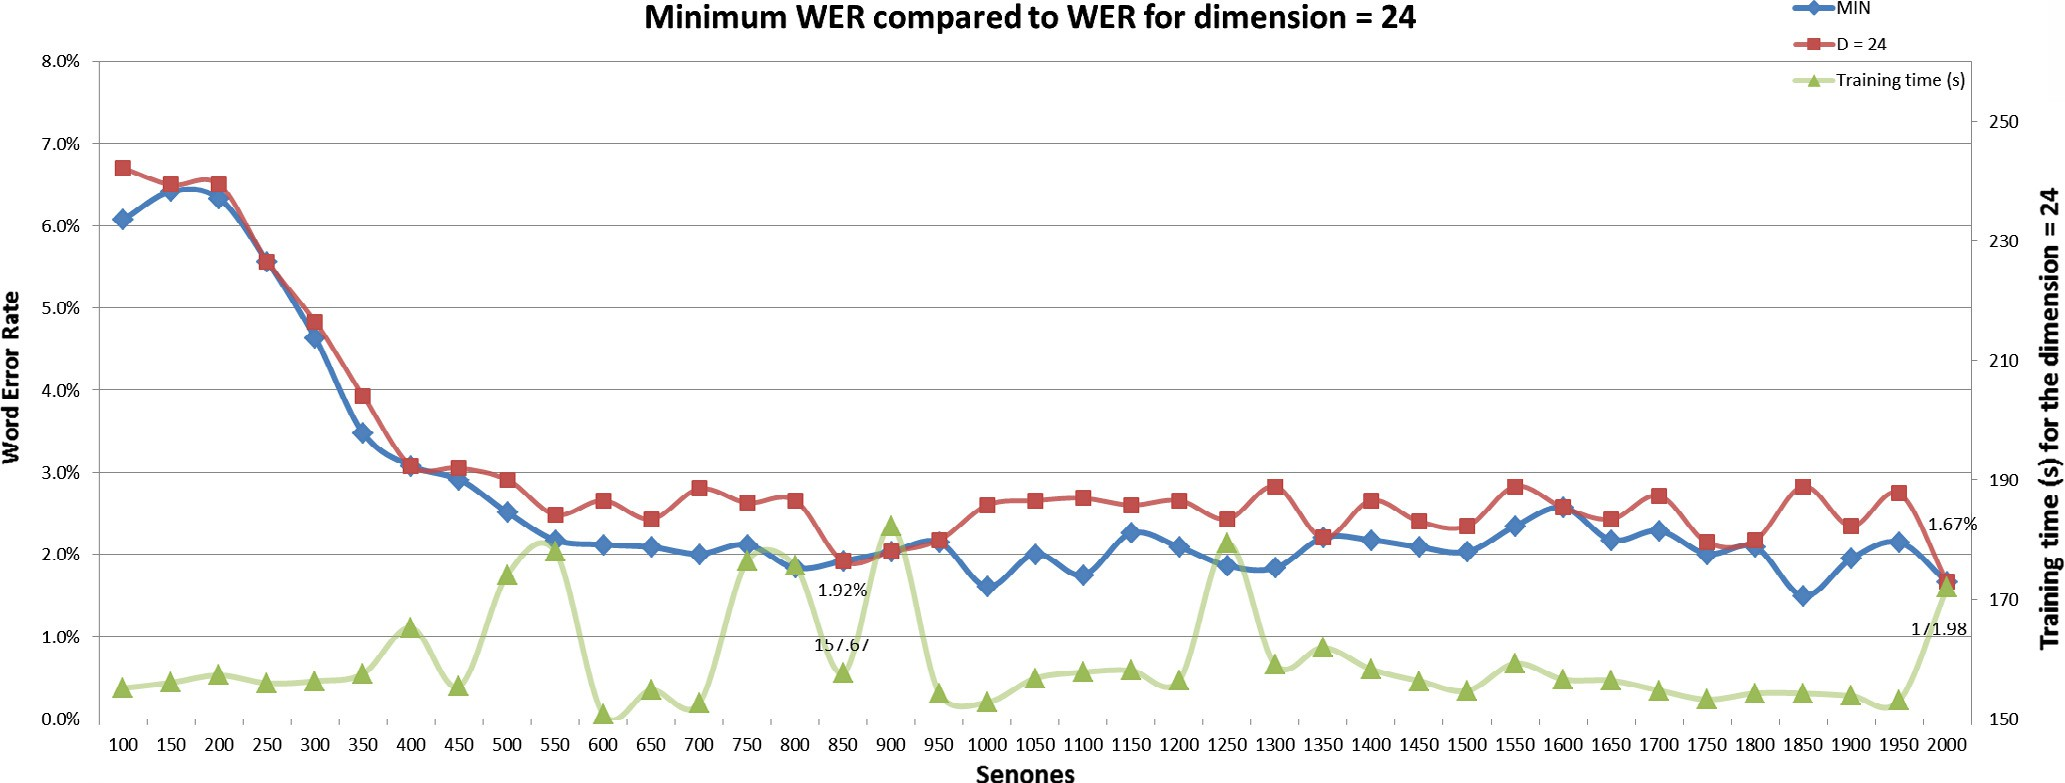 Minimum WER compared to WER for dimension = 24
MIN
D = 24
Training time (s)
8.0%
7.0%
6.0%
5.0%
4.0%
3.0%
2.0%
1.0%
0.0%
Word Error Rate
250
230
210
190
170
150
Training time (s) for the dimension = 24
1.92%
157.67
1.67%
171.98
100 150 200 250 300 350 400 450 500 550 600 650 700 750 800 850 900 950 1000 1050 1100 1150 1200 1250 1300 1350 1400 1450 1500 1550 1600 1650 1700 1750 1800 1850 1900 1950 2000
Senones